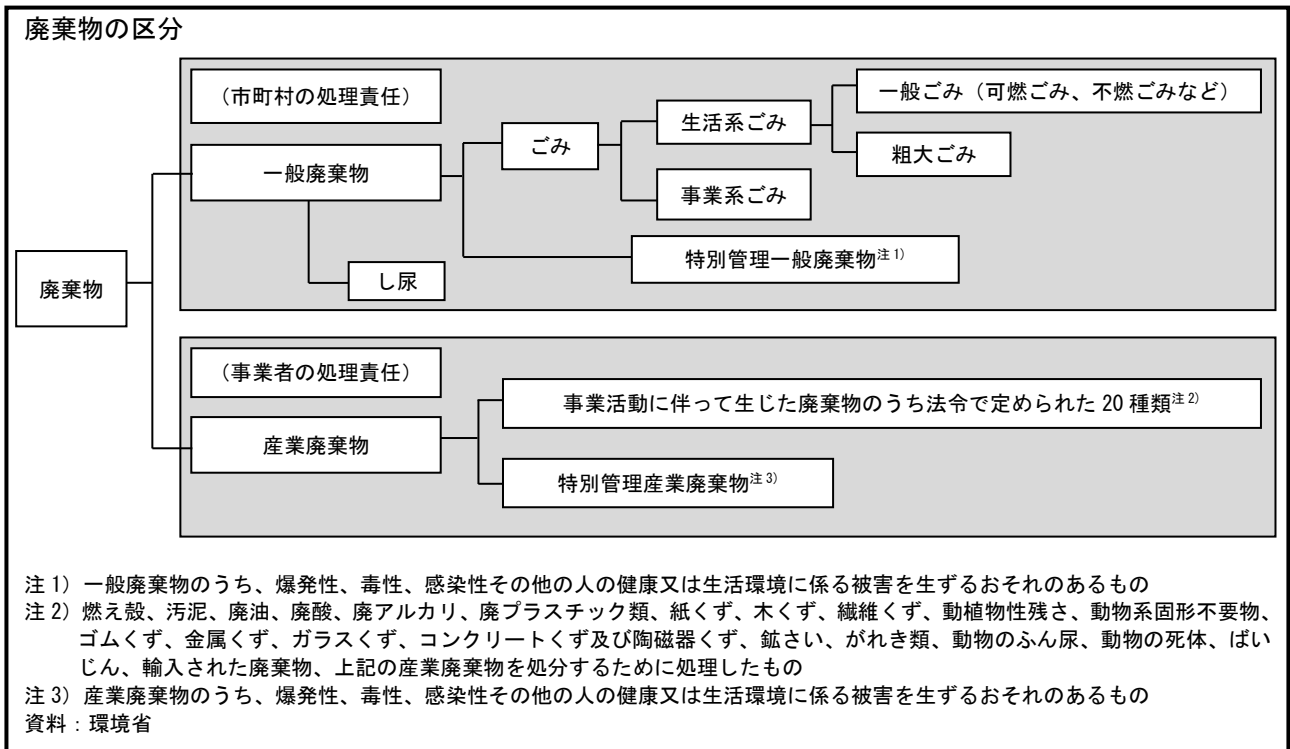 廃棄物の区分
(市町村の処理責任)
一般ごみ(可燃ごみ、不燃ごみなど)
生活系ごみ
ごみ
粗大ごみ
一般廃棄物
事業系ごみ
特別管理一般廃棄物注1)
し尿
廃棄物
(事業者の処理責任)
事業活動に伴って生じた廃棄物のうち法令で定められた20種類注2)
産業廃棄物
特別管理産業廃棄物注3)
注1) 一般廃棄物のうち、爆発性、毒性、感染性その他の人の健康又は生活環境に係る被害を生ずるおそれのあるもの
注2) 燃え殻、汚泥、廃油、廃酸、廃アルカリ、廃プラスチック類、紙くず、木くず、繊維くず、動植物性残さ、動物系固形不要物、
ゴムくず、金属くず、ガラスくず、コンクリートくず及び陶磁器くず、鉱さい、がれき類、動物のふん尿、動物の死体、ばい
じん、輸入された廃棄物、上記の産業廃棄物を処分するために処理したもの
注3) 産業廃棄物のうち、爆発性、毒性、感染性その他の人の健康又は生活環境に係る被害を生ずるおそれのあるもの
資料:環境省